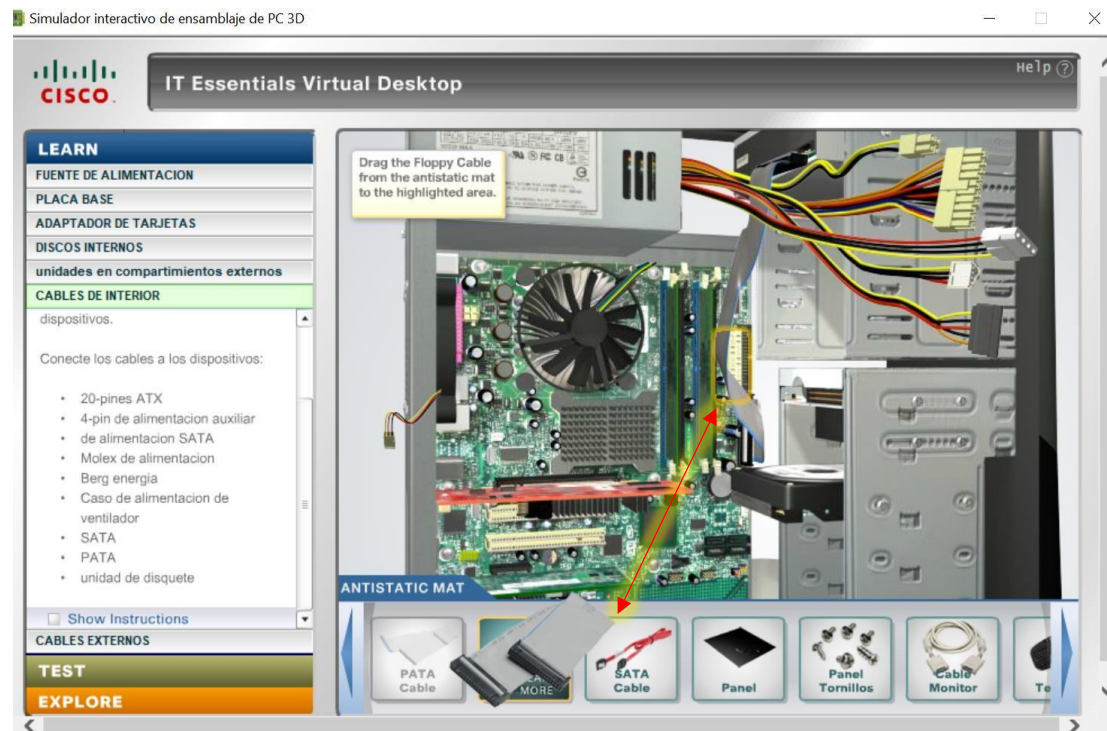 Simulador interactivo de ensamblaje de PC 3D
CISCO
IT Essentials Virtual Desktop
Help ?
LEARN
FUENTE DE ALIMENTACION
PLACA BASE
ADAPTADOR DE TARJETAS
DISCOS INTERNOS
unidades en compartimientos externos
CABLES DE INTERIOR
dispositivos.
Conecte los cables a los dispositivos:
• 20-pines ATX
• 4-pin de alimentacion auxiliar
• de alimentacion SATA
• Molex de alimentacion
• Berg energia
• Caso de alimentacion de
ventilador
• SATA
• PATA
• unidad de disquete
Show Instructions
CABLES EXTERNOS
TEST
EXPLORE
Drag the Floppy Cable
from the antistatic mat
to the highlighted area.
ANTISTATIC MAT
PATA
Cable
MORE
SATA
Cable
Panel
Panel
Tornillos
Cable
Monitor
Te